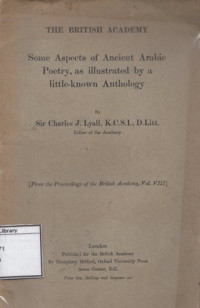 THE BRITISH ACADEMY
Some Aspects of Ancient Arabic
Poetry, as illustrated by a
little-known Anthology
By
Sir Charles J. Lyall, K.C.S.I., D.Litt.
Fellow of the Academy
[From the Proceedings of the British Academy, Vol. VIII]
Library
71
London
Published for the British Academy
By Humphrey Milford, Oxford University Press
Amen Corner, E.C.